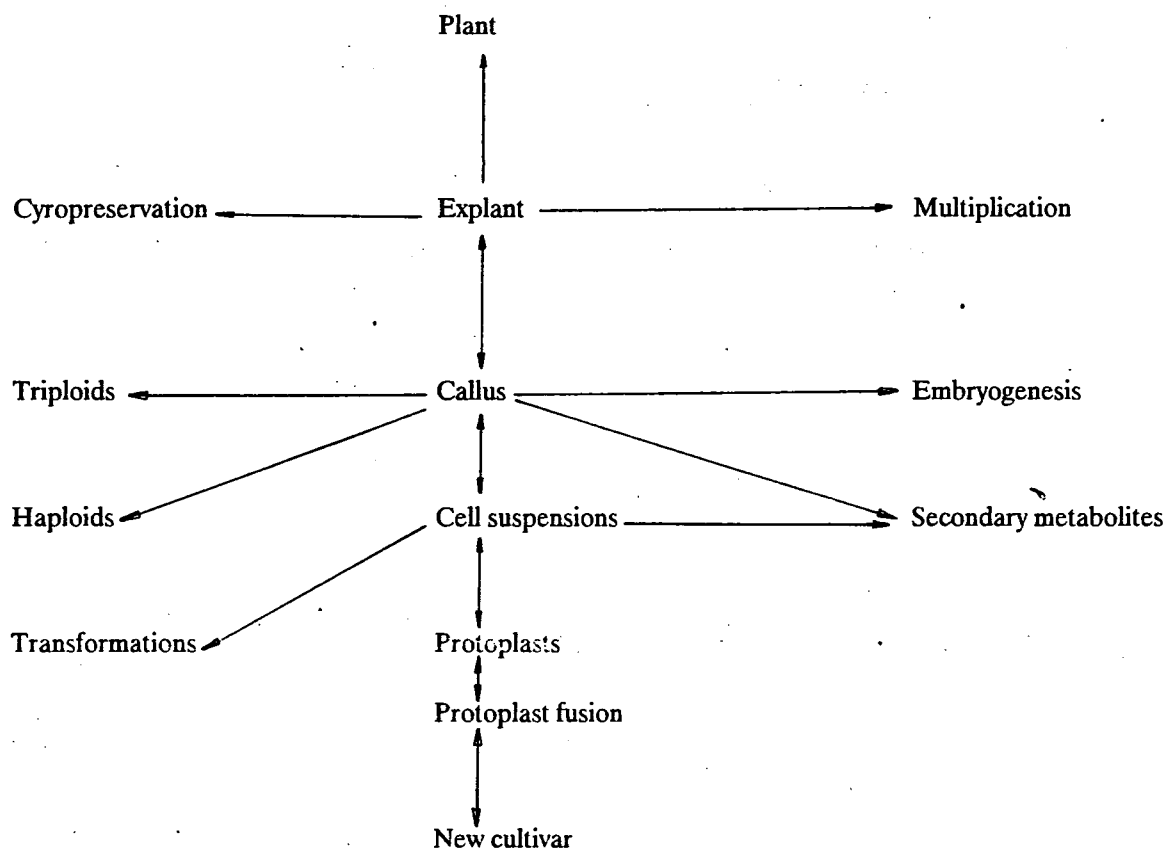 Plant
Cyropreservation Explant Multiplication
Triploids Callus Embryogenesis
Haploids Cell suspensions Secondary metabolites
Transformations Protoplasts
Protoplast fusion
New cultivar